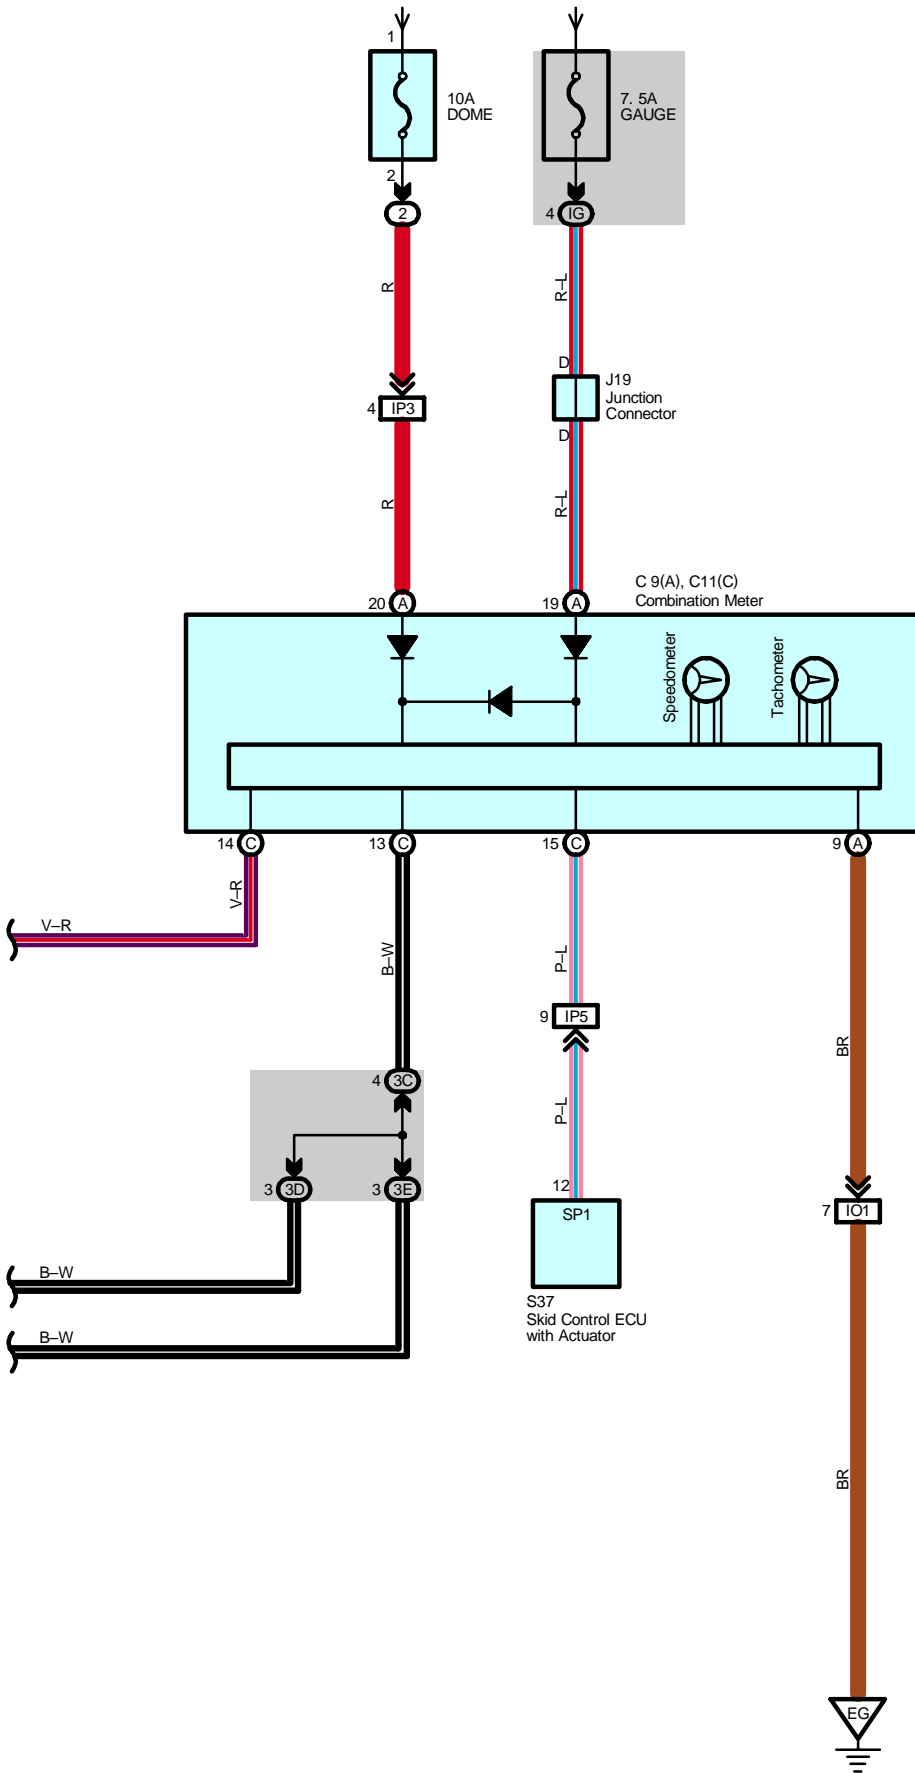 1
10A
DOME
7. 5A
GAUGE
2
2
4 IG
R
R–L
D
J19
Junction
Connector
4 IP3
D
R
R–L
C 9(A), C11(C)
Combination Meter
20 A
19 A
Speedometer
Tachometer
14 C
13 C
15 C
9 A
V–R
V–R
B–W
P–L
9 IP5
BR
4 3C
P–L
3 3D
3 3E
12
SP1
7 IO1
B–W
S37
Skid Control ECU
with Actuator
B–W
BR
EG